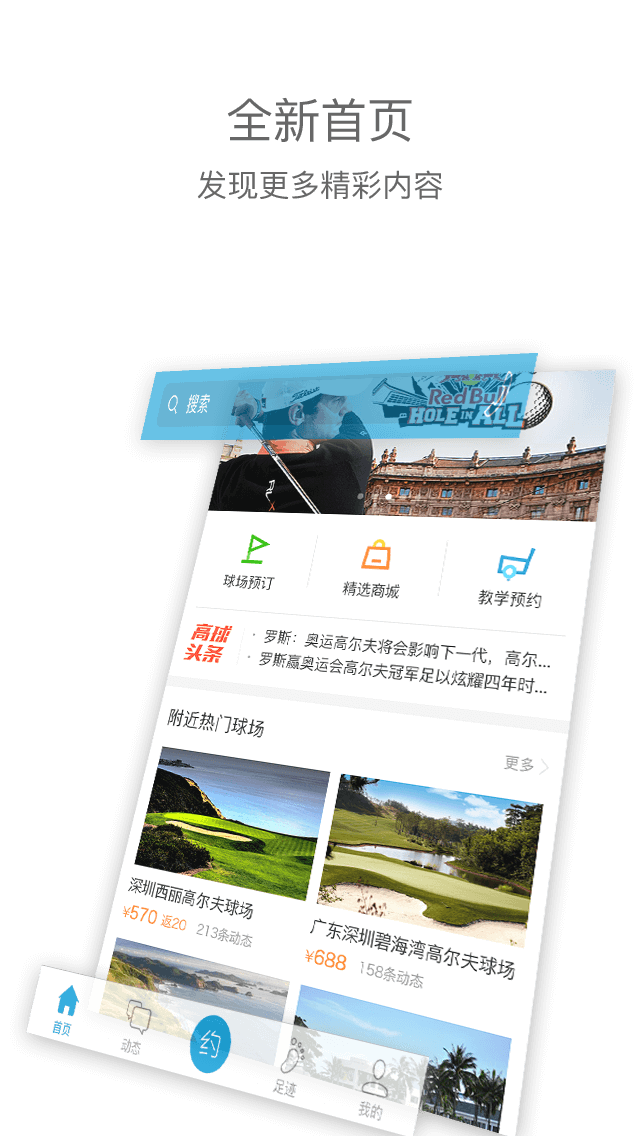 全新首页
发现更多精彩内容
搜索
Titleist
Red Bull
HOLE IN ALL
球场预订
精选商城
教学预约
高球
头条
· 罗斯：奥运高尔夫将会影响下一代，高尔...
· 罗斯赢奥运会高尔夫冠军足以炫耀四年时...
附近热门球场
更多
深圳西丽高尔夫球场
¥570 返20 213条动态
广东深圳碧海湾高尔夫球场
¥688 158条动态
首页
动态
约
足迹
我的